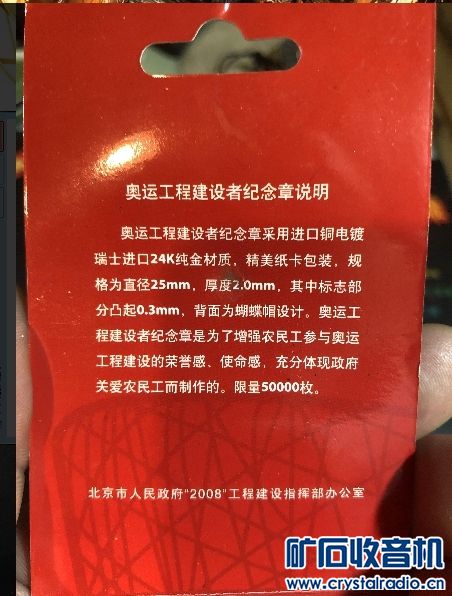 奥运工程建设者纪念章说明
奥运工程建设者纪念章采用进口铜电镀
瑞士进口24K纯金材质，精美纸卡包装，规
格为直径25mm，厚度2.0mm，其中标志部
分凸起0.3mm，背面为蝴蝶帽设计。奥运工
程建设者纪念章是为了增强农民工参与奥运
工程建设的荣誉感、使命感，充分体现政府
关爱农民工而制作的。限量50000枚。
北京市人民政府"2008"工程建设指挥部办公室
矿石收音机
www.crystalradio.cn